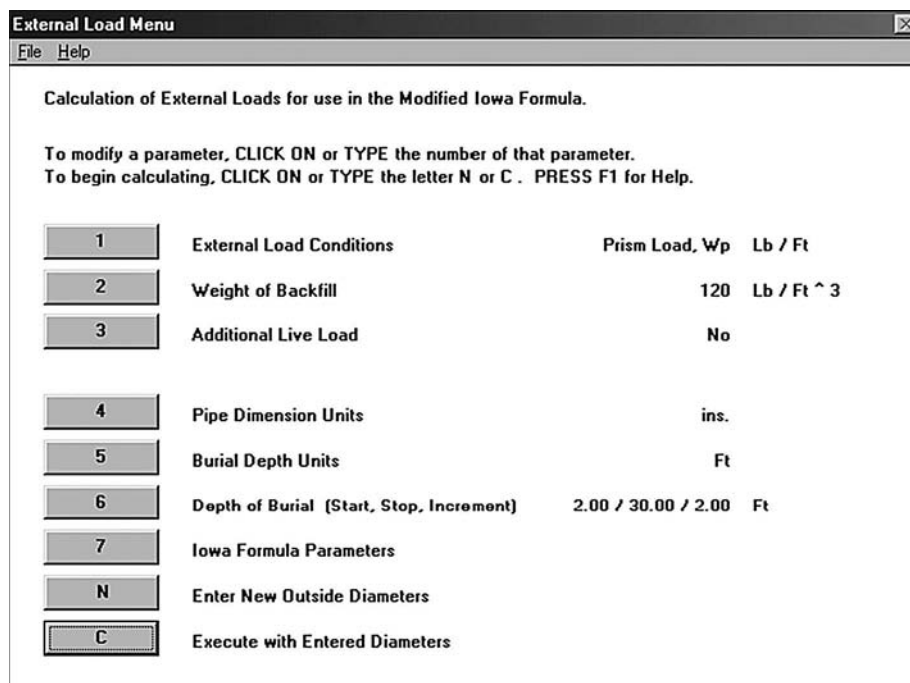 External Load Menu
File Help
Calculation of External Loads for use in the Modified Iowa Formula.
To modify a parameter, CLICK ON or TYPE the number of that parameter.
To begin calculating, CLICK ON or TYPE the letter N or C . PRESS F1 for Help.
1 External Load Conditions Prism Load, Wp Lb / Ft
2 Weight of Backfill 120 Lb / Ft ^ 3
3 Additional Live Load No
4 Pipe Dimension Units ins.
5 Burial Depth Units Ft
6 Depth of Burial (Start, Stop, Increment) 2.00 / 30.00 / 2.00 Ft
7 Iowa Formula Parameters
N Enter New Outside Diameters
C Execute with Entered Diameters